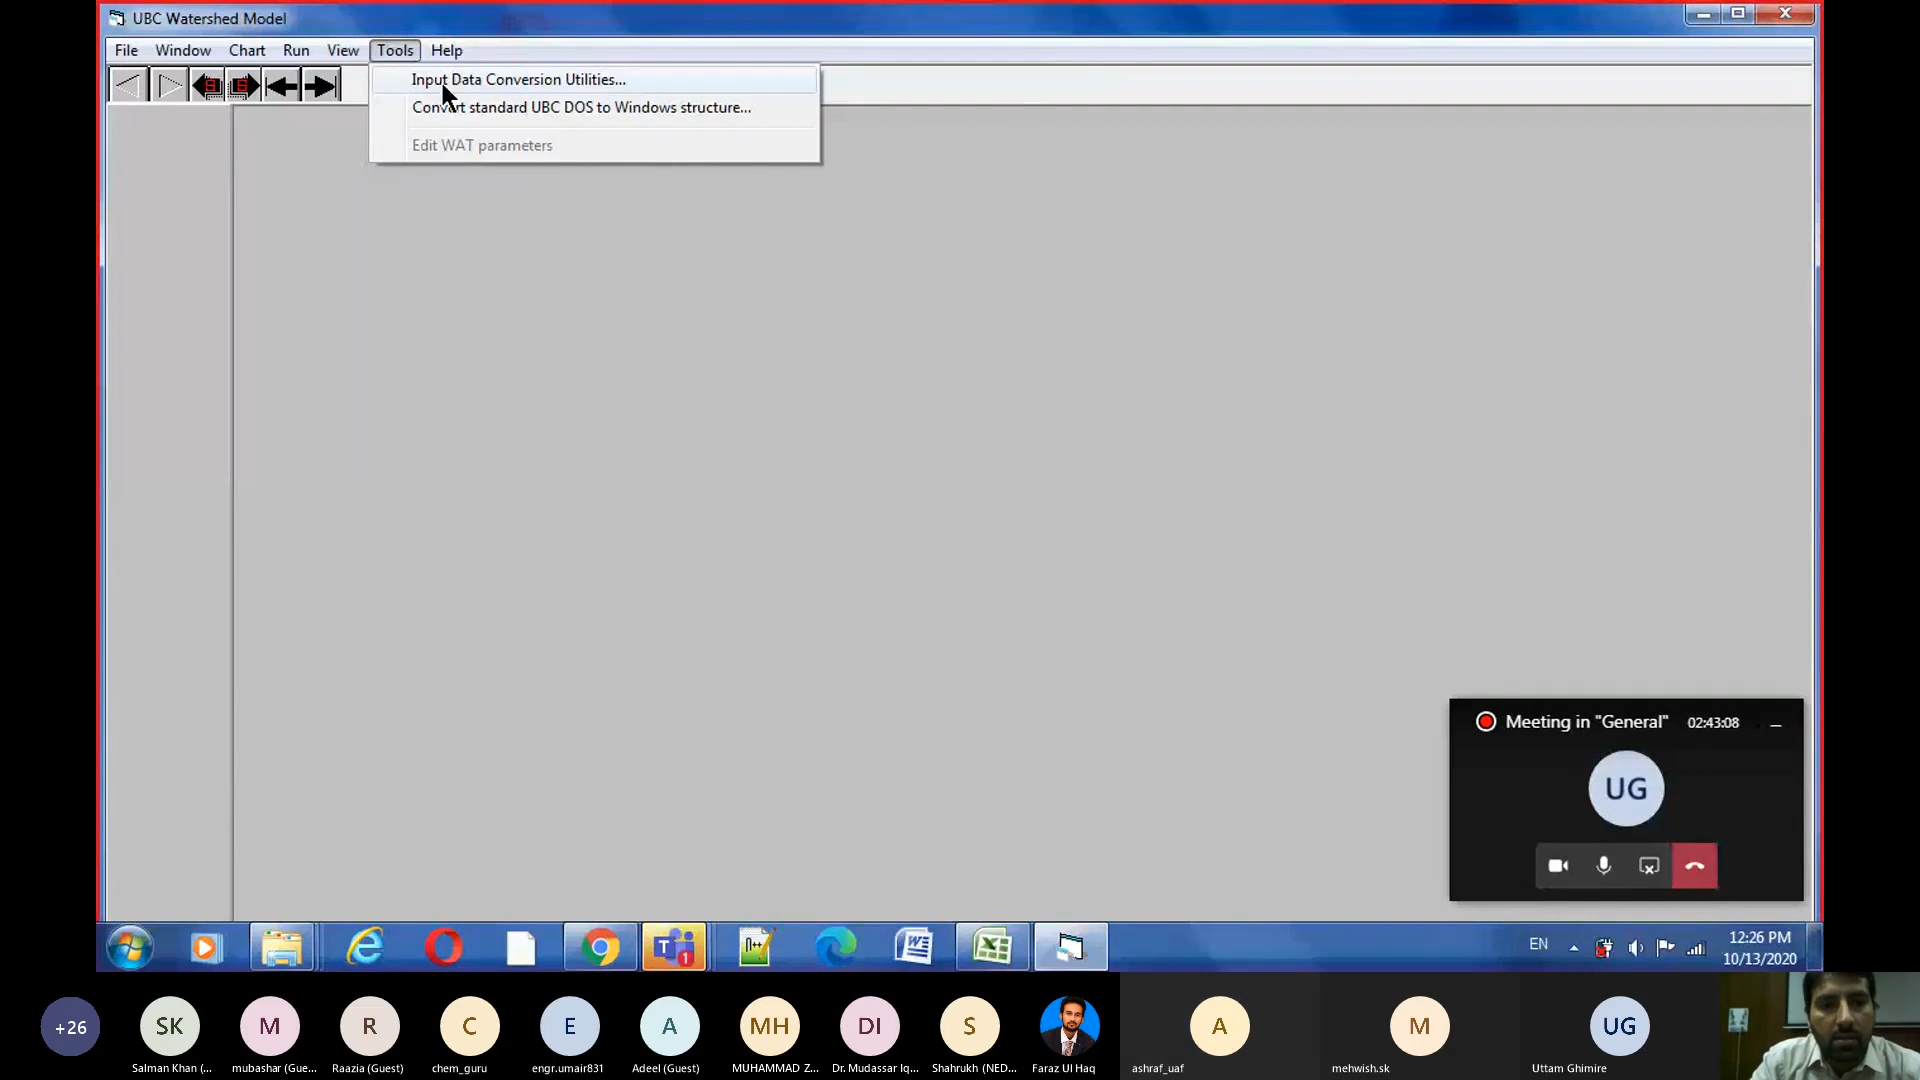 UBC Watershed Model
File Window Chart Run View Tools Help
Input Data Conversion Utilities...
Convert standard UBC DOS to Windows structure...
Edit WAT parameters
Meeting in "General" 02:43:08
UG
EN
12:26 PM
10/13/2020
+26
SK
M
R
C
E
A
MH
DI
S
A
M
UG
Salman Khan (...
mubashar (Gue...
Raazia (Guest)
chem_guru
engr.umair831
Adeel (Guest)
MUHAMMAD Z...
Dr. Mudassar Iq...
Shahrukh (NED...
Faraz Ul Haq
ashraf_uaf
mehwish.sk
Uttam Ghimire